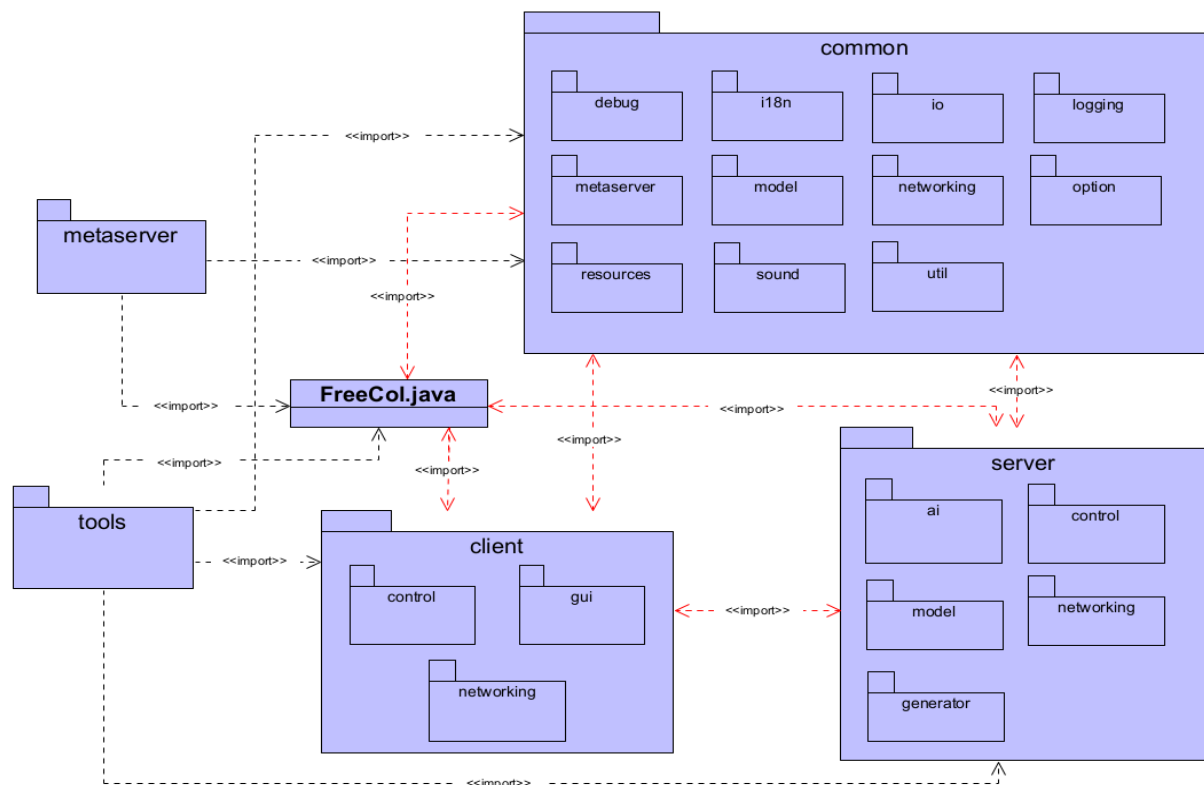 common
debug
i18n
io
logging
<<import>>
metaserver
model
networking
option
metaserver
<<import>>
resources
sound
util
<<import>>
FreeCol.java
<<import>>
<<import>>
<<import>>
<<import>>
<<import>>
<<import>>
server
tools
ai
control
client
<<import>>
control
gui
model
networking
<<import>>
networking
generator
<<import>>